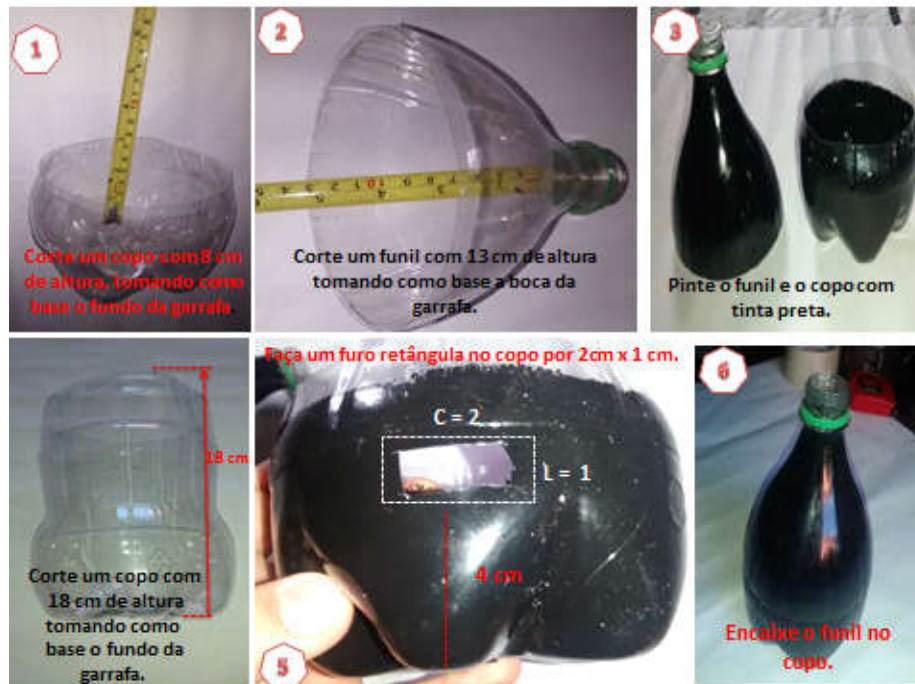 1
Corte um copo com 8 cm
de altura, tomando como
base o fundo da garrafa
2
Corte um funil com 13 cm de altura
tomando como base a boca da
garrafa.
3
Pinte o funil e o copo com
tinta preta.
18 cm
Corte um copo com
18 cm de altura
tomando como
base o fundo da
garrafa.
Faça um furo retângula no copo por 2cm x 1 cm.
C = 2
L = 1
4 cm
5
6
Encaixe o funil no
copo.